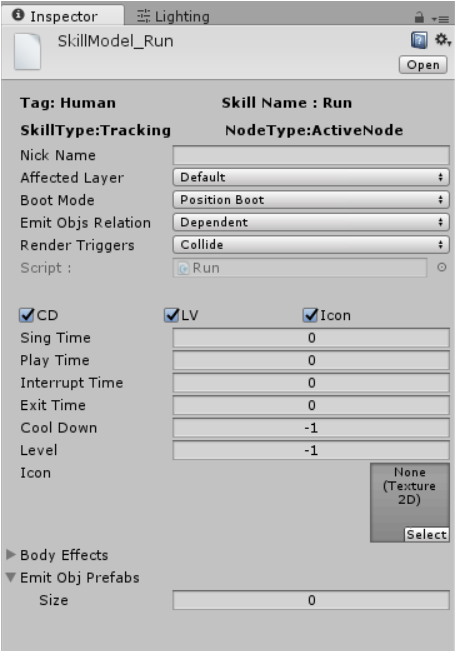 Inspector Lighting
SkillModel_Run
Open
Tag: Human Skill Name : Run
SkillType:Tracking NodeType:ActiveNode
Nick Name
Affected Layer Default
Boot Mode Position Boot
Emit Objs Relation Dependent
Render Triggers Collide
Script : Run
CD LV Icon
Sing Time 0
Play Time 0
Interrupt Time 0
Exit Time 0
Cool Down -1
Level -1
Icon None
(Texture
2D)
Select
Body Effects
Emit Obj Prefabs
Size 0